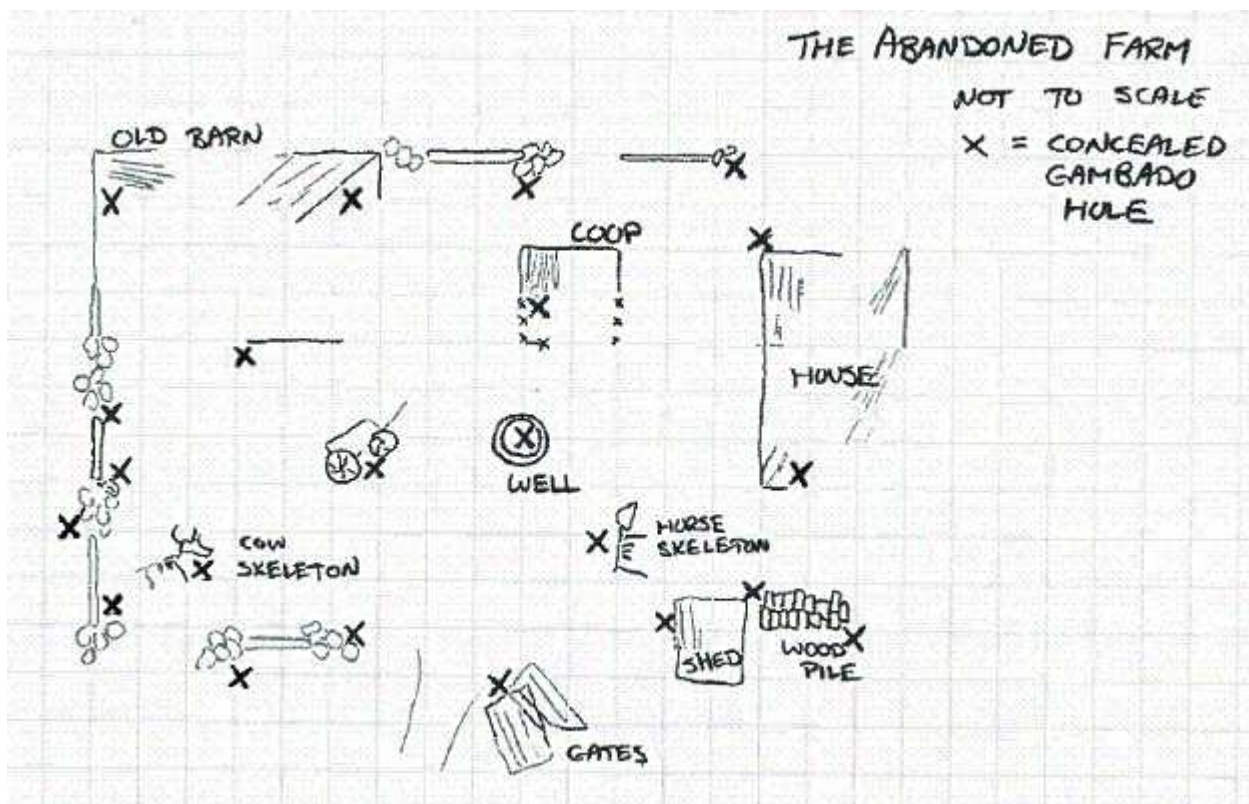 THE ABANDONED FARM
NOT TO SCALE
X = CONCEALED
GAMBADO
HOLE
OLD BARN
COOP
HOUSE
WELL
HORSE
SKELETON
COW
SKELETON
SHED
WOOD
PILE
GATES